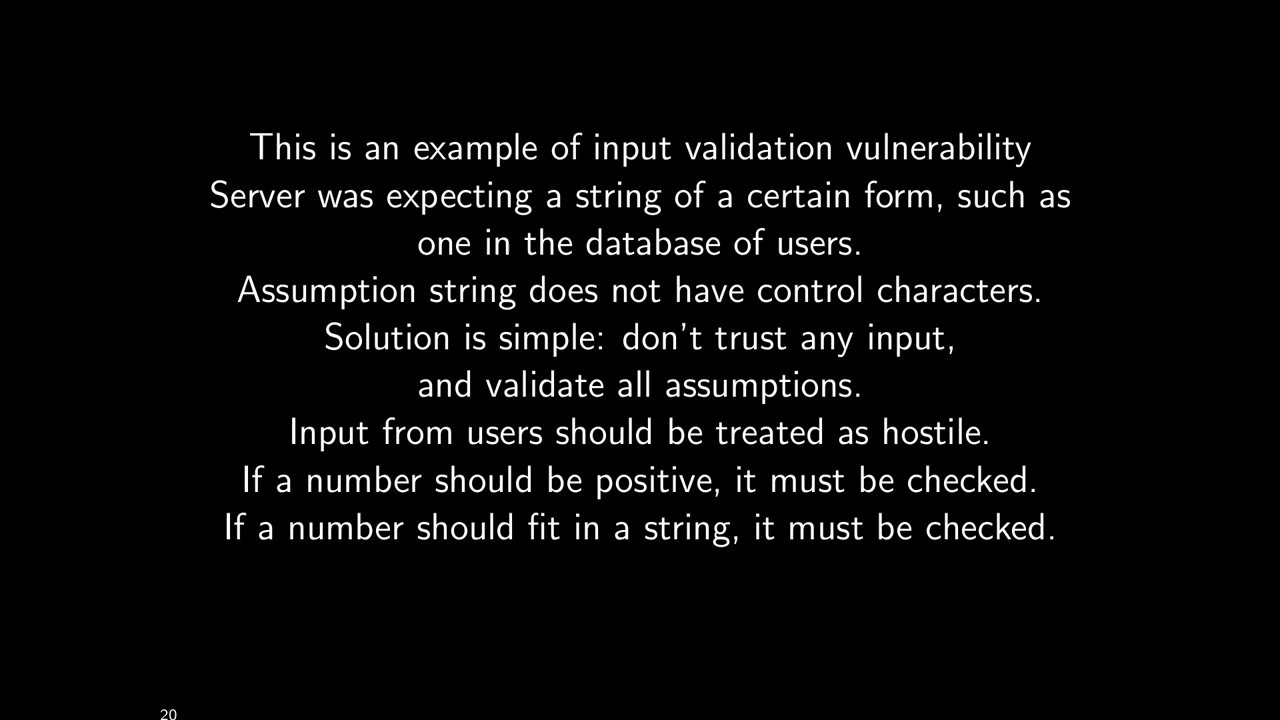 This is an example of input validation vulnerability
Server was expecting a string of a certain form, such as
one in the database of users.
Assumption string does not have control characters.
Solution is simple: don't trust any input,
and validate all assumptions.
Input from users should be treated as hostile.
If a number should be positive, it must be checked.
If a number should fit in a string, it must be checked.
20